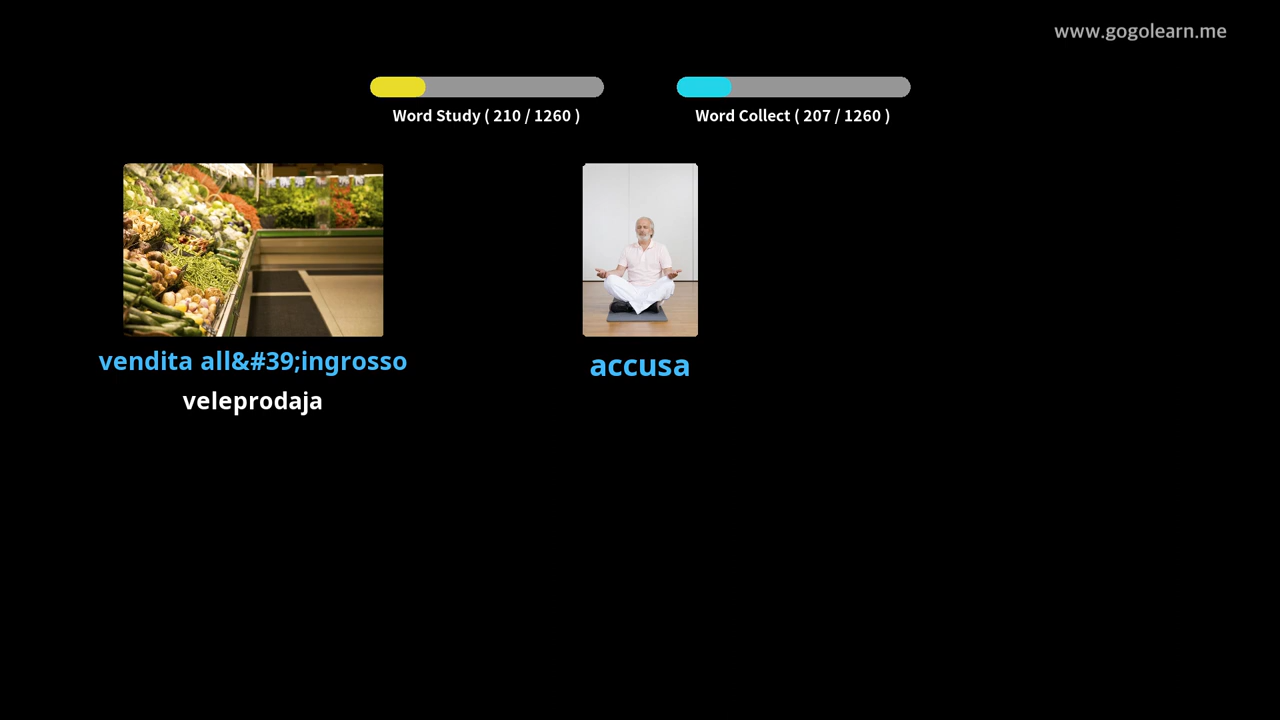 www.gogolearn.me
Word Study ( 210 / 1260 )
Word Collect ( 207 / 1260 )
vendita all&#39;ingrosso
veleprodaja
accusa